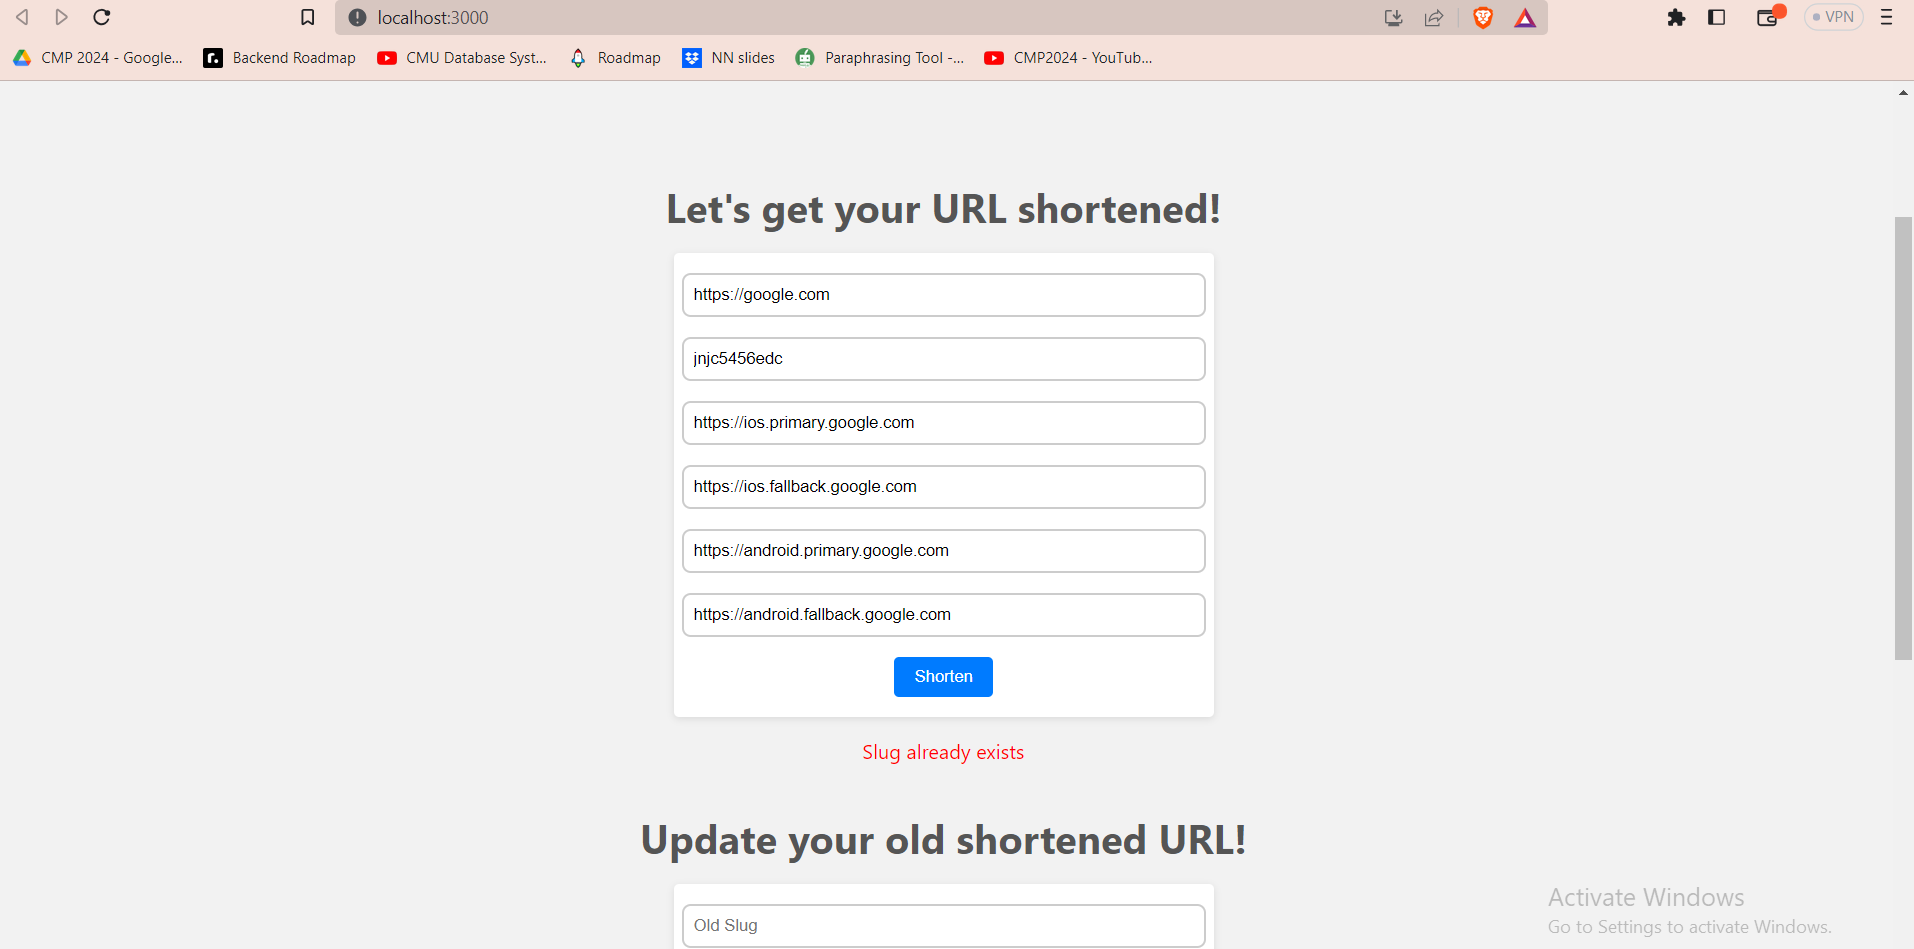 localhost:3000
VPN
CMP 2024 - Google...
Backend Roadmap
CMU Database Syst...
Roadmap
NN slides
Paraphrasing Tool -...
CMP2024 - YouTub...
Let's get your URL shortened!
https://google.com
jnjc5456edc
https://ios.primary.google.com
https://ios.fallback.google.com
https://android.primary.google.com
https://android.fallback.google.com
Shorten
Slug already exists
Update your old shortened URL!
Old Slug
Activate Windows
Go to Settings to activate Windows.